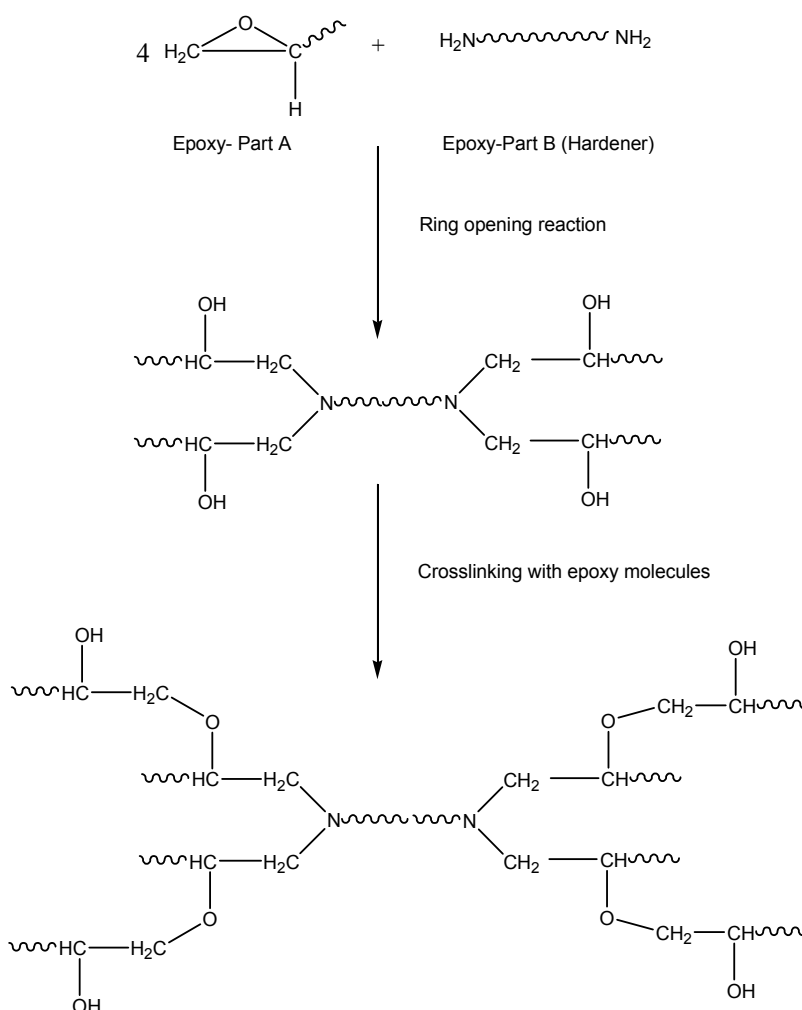 O
4 H₂C C + H₂N NH₂
H
Epoxy- Part A Epoxy-Part B (Hardener)
Ring opening reaction
OH OH
HC H₂C CH₂ CH
N N
HC H₂C CH₂ CH
OH OH
Crosslinking with epoxy molecules
OH OH
HC H₂C CH₂ CH
O O
HC H₂C CH₂ CH
N N
HC H₂C CH₂ CH
O O
HC H₂C CH₂ CH
OH OH